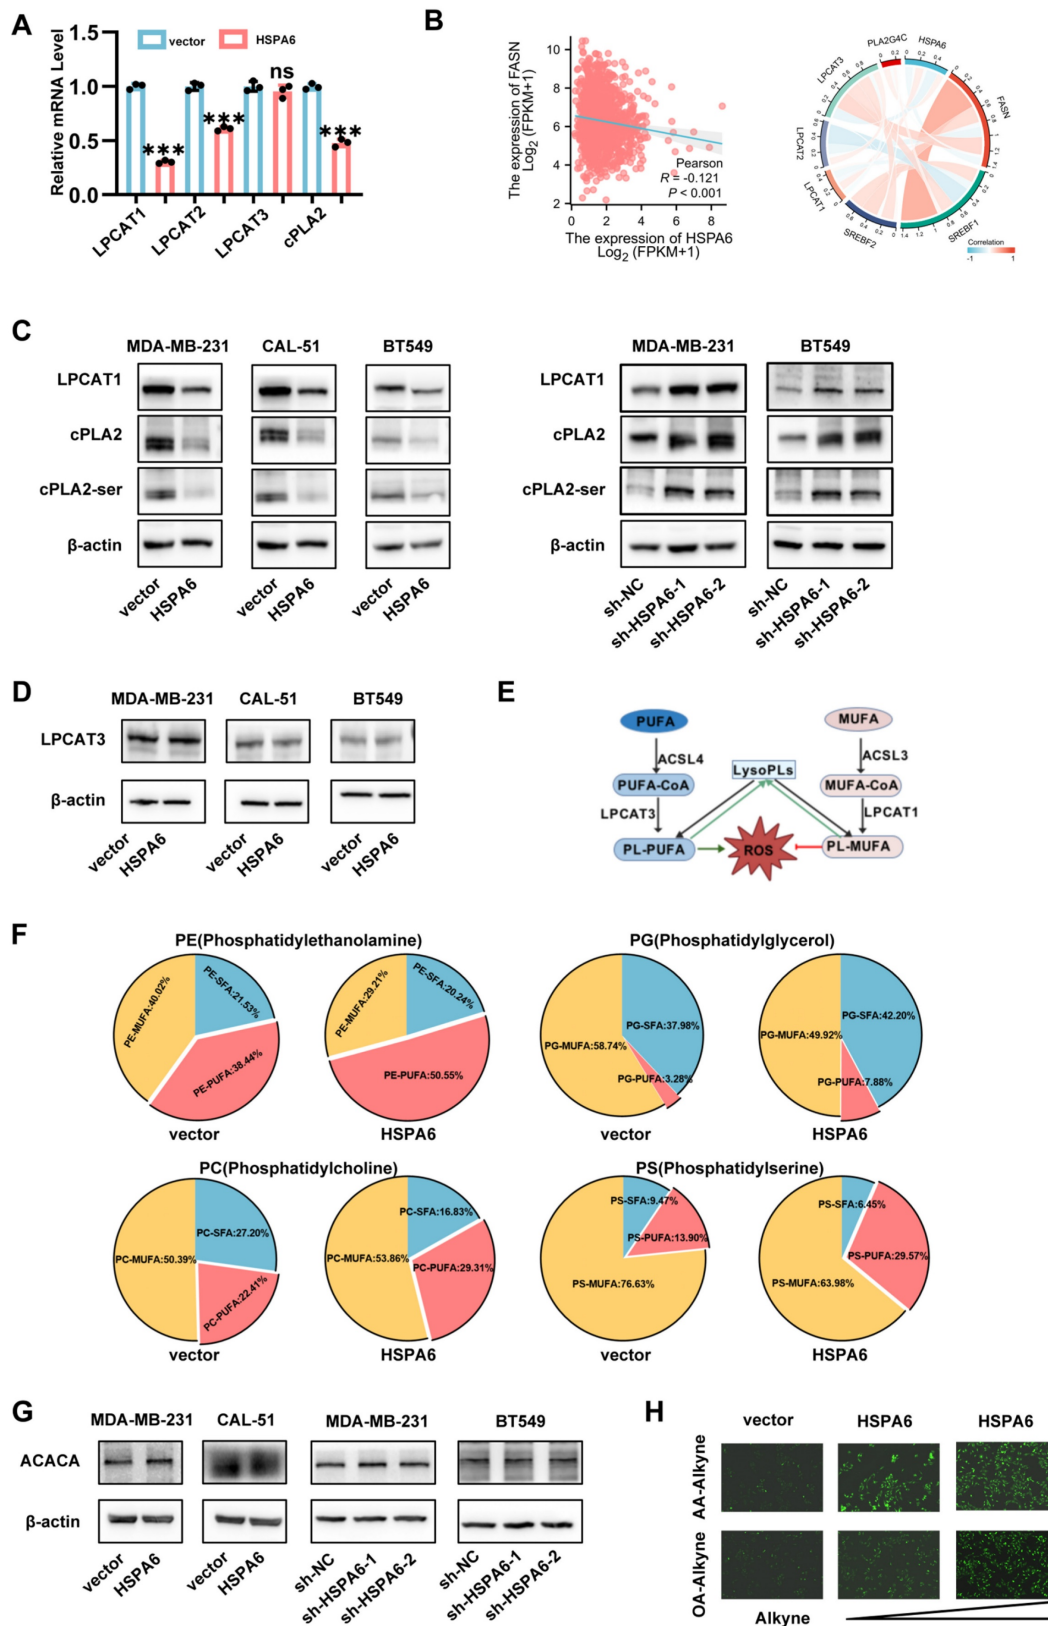 A
Relative mRNA Level
vector HSPA6
1.5
1.0
0.5
0.0
*** *** ns ***
LPCAT1 LPCAT2 LPCAT3 cPLA2
B
The expression of FASN
Log2 (FPKM+1)
10
8
6
4
2
0 2 4 6 8
Pearson
R = -0.121
P < 0.001
The expression of HSPA6
Log2 (FPKM+1)
PLA2G4C HSPA6
LPCAT3 FASN
LPCAT2
LPCAT1 SREBF1
SREBF2
Correlation
-1 1
C
MDA-MB-231 CAL-51 BT549 MDA-MB-231 BT549
LPCAT1 LPCAT1
cPLA2 cPLA2
cPLA2-ser cPLA2-ser
β-actin β-actin
vector HSPA6 vector HSPA6 vector HSPA6
sh-NC sh-HSPA6-1 sh-HSPA6-2 sh-NC sh-HSPA6-1 sh-HSPA6-2
D
MDA-MB-231 CAL-51 BT549
LPCAT3
β-actin
vector HSPA6 vector HSPA6 vector HSPA6
E
PUFA MUFA
ACSL4 ACSL3
LysoPLs
PUFA-CoA MUFA-CoA
LPCAT3 LPCAT1
PL-PUFA ROS PL-MUFA
F
PE(Phosphatidylethanolamine) PG(Phosphatidylglycerol)
PE-MUFA:40.02% PE-SFA:21.53% PE-PUFA:38.44%
PE-MUFA:29.21% PE-SFA:20.24% PE-PUFA:50.55%
PG-SFA:37.98% PG-MUFA:58.74% PG-PUFA:3.28%
PG-SFA:42.20% PG-MUFA:49.92% PG-PUFA:7.88%
vector HSPA6 vector HSPA6
PC(Phosphatidylcholine) PS(Phosphatidylserine)
PC-SFA:27.20% PC-MUFA:50.39% PC-PUFA:22.41%
PC-SFA:16.83% PC-MUFA:53.86% PC-PUFA:29.31%
PS-SFA:9.47% PS-PUFA:13.90% PS-MUFA:76.63%
PS-SFA:6.45% PS-PUFA:29.57% PS-MUFA:63.98%
vector HSPA6 vector HSPA6
G
MDA-MB-231 CAL-51 MDA-MB-231 BT549
ACACA
β-actin
vector HSPA6 vector HSPA6 sh-NC sh-HSPA6-1 sh-HSPA6-2 sh-NC sh-HSPA6-1 sh-HSPA6-2
H
vector HSPA6 HSPA6
AA-Alkyne
OA-Alkyne
Alkyne